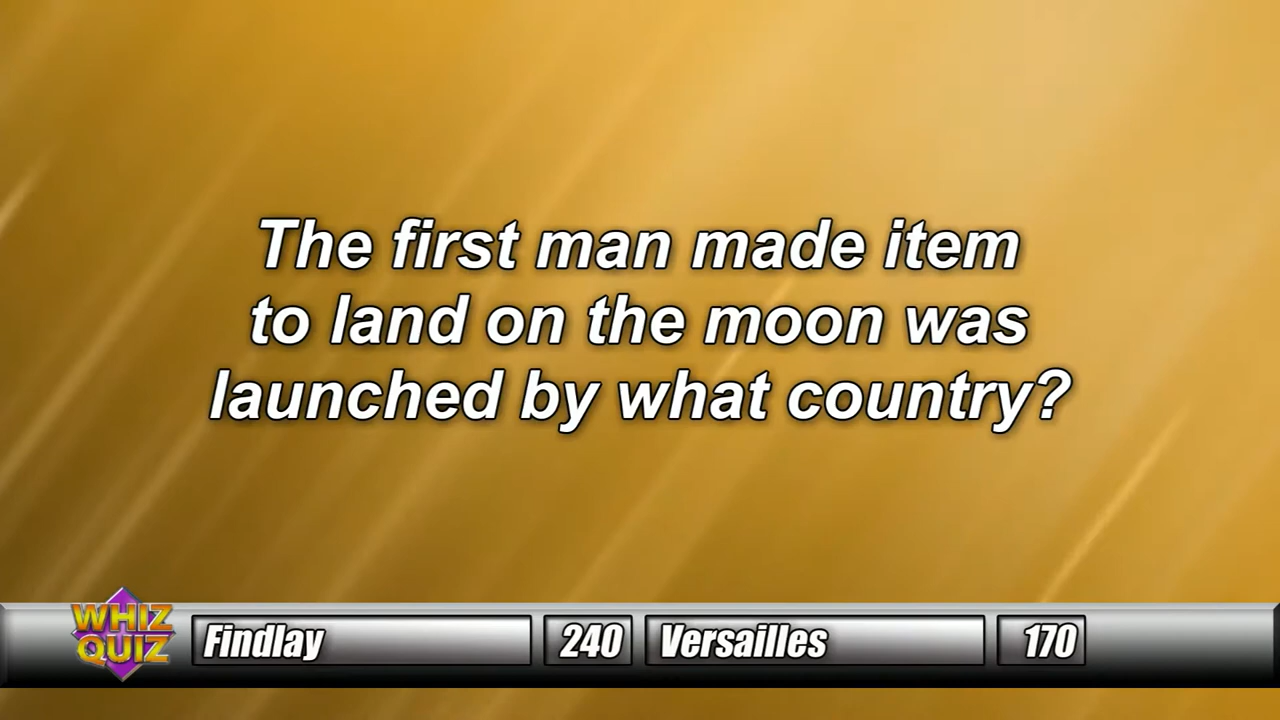 The first man made item
to land on the moon was
launched by what country?
WHIZ
QUIZ
Findlay 240 Versailles 170